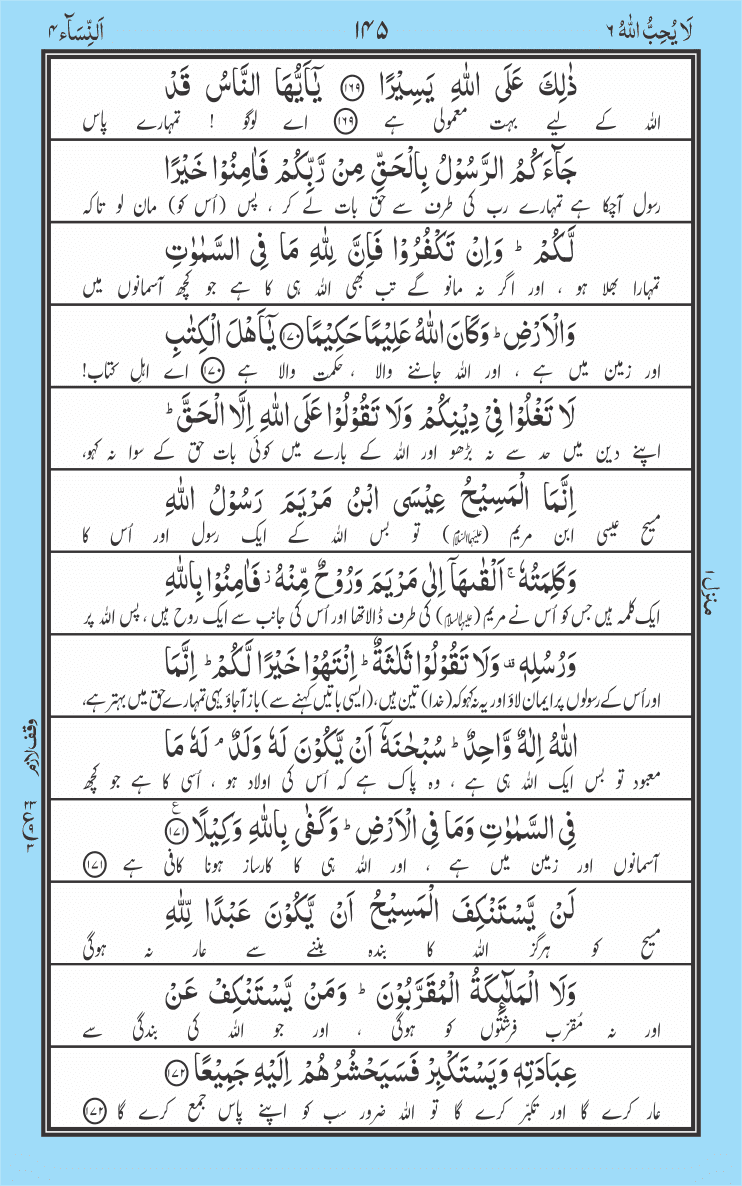 لَا یُحِبُّ اللّٰہُ ۶
۱۴۵
اَلنِّسَآء ۴
ذٰلِكَ عَلَى اللّٰهِ یَسِیْرًا ﴿۱۶۹﴾ یٰۤاَیُّهَا النَّاسُ قَدْ
اللہ کے لیے بہت معمولی ہے ﴿۱۶۹﴾ اے لوگو ! تمہارے پاس
جَآءَكُمُ الرَّسُوْلُ بِالْحَقِّ مِنْ رَّبِّكُمْ فَاٰمِنُوْا خَیْرًا
رسول آچکا ہے تمہارے رب کی طرف سے حق بات لے کر ، پس (اُس کو) مان لو تاکہ
لَّكُمْ ؕ وَاِنْ تَكْفُرُوْا فَاِنَّ لِلّٰهِ مَا فِی السَّمٰوٰتِ
تمہارا بھلا ہو ، اور اگر نہ مانو گے تب بھی اللہ ہی کا ہے جو کچھ آسمانوں میں
وَالْاَرْضِ ؕ وَكَانَ اللّٰهُ عَلِیْمًا حَكِیْمًا ﴿۱۷۰﴾ یٰۤاَهْلَ الْكِتٰبِ
اور زمین میں ہے ، اور اللہ جاننے والا ، حکمت والا ہے ﴿۱۷۰﴾ اے اہلِ کتاب!
لَا تَغْلُوْا فِیْ دِیْنِكُمْ وَلَا تَقُوْلُوْا عَلَى اللّٰهِ اِلَّا الْحَقَّ ؕ
اپنے دین میں حد سے نہ بڑھو اور اللہ کے بارے میں کوئی بات حق کے سوا نہ کہو،
اِنَّمَا الْمَسِیْحُ عِیْسَى ابْنُ مَرْیَمَ رَسُوْلُ اللّٰهِ
مسیح عیسی ابن مریم (علیہما السلام) تو بس اللہ کے ایک رسول اور اُس کا
وَكَلِمَتُهٗ ۚ اَلْقٰىهَاۤ اِلٰى مَرْیَمَ وَرُوْحٌ مِّنْهُ ؗ فَاٰمِنُوْا بِاللّٰهِ
ایک کلمہ ہیں جس کو اُس نے مریم (علیہا السلام) کی طرف ڈالا تھا اور اُس کی جانب سے ایک روح ہیں ، پس اللہ پر
وَرُسُلِهٖ ۫ۚ وَلَا تَقُوْلُوْا ثَلٰثَةٌ ؕ اِنْتَهُوْا خَیْرًا لَّكُمْ ؕ اِنَّمَا
اور اُس کے رسولوں پر ایمان لاؤ اور یہ نہ کہو کہ (خدا) تین ہیں، (ایسی باتیں کہنے سے) باز آجاؤ یہی تمہارے حق میں بہتر ہے،
اللّٰهُ اِلٰهٌ وَّاحِدٌ ؕ سُبْحٰنَهٗۤ اَنْ یَّكُوْنَ لَهٗ وَلَدٌ ۘ لَهٗ مَا
معبود تو بس ایک اللہ ہی ہے ، وہ پاک ہے کہ اُس کی اولاد ہو ، اُسی کا ہے جو کچھ
فِی السَّمٰوٰتِ وَمَا فِی الْاَرْضِ ؕ وَكَفٰى بِاللّٰهِ وَكِیْلًا ﴿۱۷۱﴾ ع
آسمانوں اور زمین میں ہے ، اور اللہ ہی کا کارساز ہونا کافی ہے ﴿۱۷۱﴾
لَنْ یَّسْتَنْكِفَ الْمَسِیْحُ اَنْ یَّكُوْنَ عَبْدًا لِّلّٰهِ
مسیح کو ہرگز اللہ کا بندہ بننے سے عار نہ ہوگی
وَلَا الْمَلٰٓىِٕكَةُ الْمُقَرَّبُوْنَ ؕ وَمَنْ یَّسْتَنْكِفْ عَنْ
اور نہ مُقرّب فرشتوں کو ہوگی ، اور جو اللہ کی بندگی سے
عِبَادَتِهٖ وَیَسْتَكْبِرْ فَسَیَحْشُرُهُمْ اِلَیْهِ جَمِیْعًا ﴿۱۷۲﴾
عار کرے گا اور تکبّر کرے گا تو اللہ ضرور سب کو اپنے پاس جمع کرے گا ﴿۱۷۲﴾
منزل ۱
وقف لازم